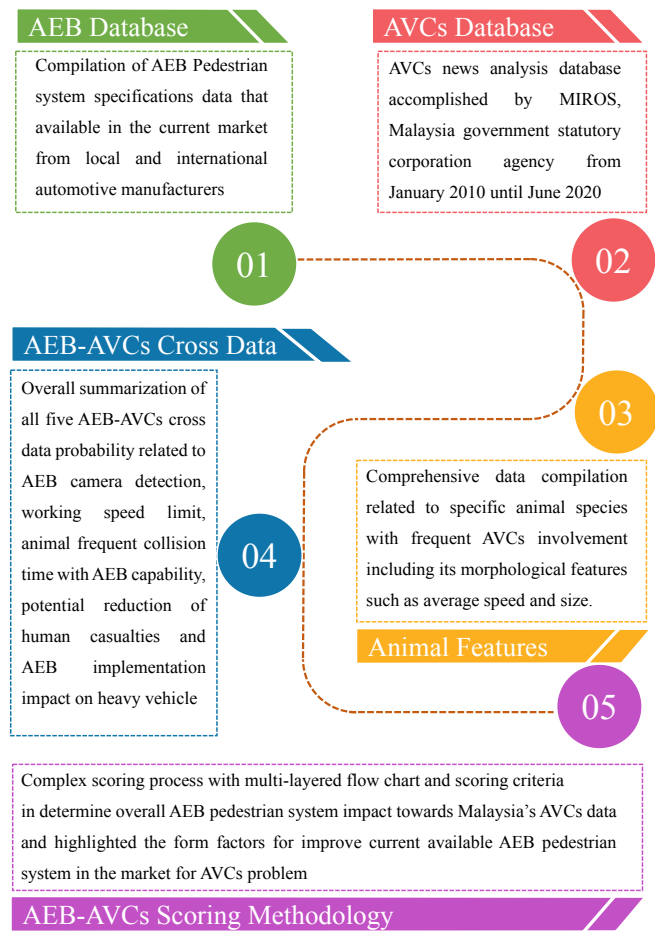 AEB Database
Compilation of AEB Pedestrian
system specifications data that
available in the current market
from local and international
automotive manufacturers
01
AVCs Database
AVCs news analysis database
accomplished by MIROS,
Malaysia government statutory
corporation agency from
January 2010 until June 2020
02
03
Comprehensive data compilation
related to specific animal species
with frequent AVCs involvement
including its morphological features
such as average speed and size.
Animal Features
AEB-AVCs Cross Data
Overall summarization of
all five AEB-AVCs cross
data probability related to
AEB camera detection,
working speed limit,
animal frequent collision
time with AEB capability,
potential reduction of
human casualties and
AEB implementation
impact on heavy vehicle
04
05
Complex scoring process with multi-layered flow chart and scoring criteria
in determine overall AEB pedestrian system impact towards Malaysia's AVCs data
and highlighted the form factors for improve current available AEB pedestrian
system in the market for AVCs problem
AEB-AVCs Scoring Methodology